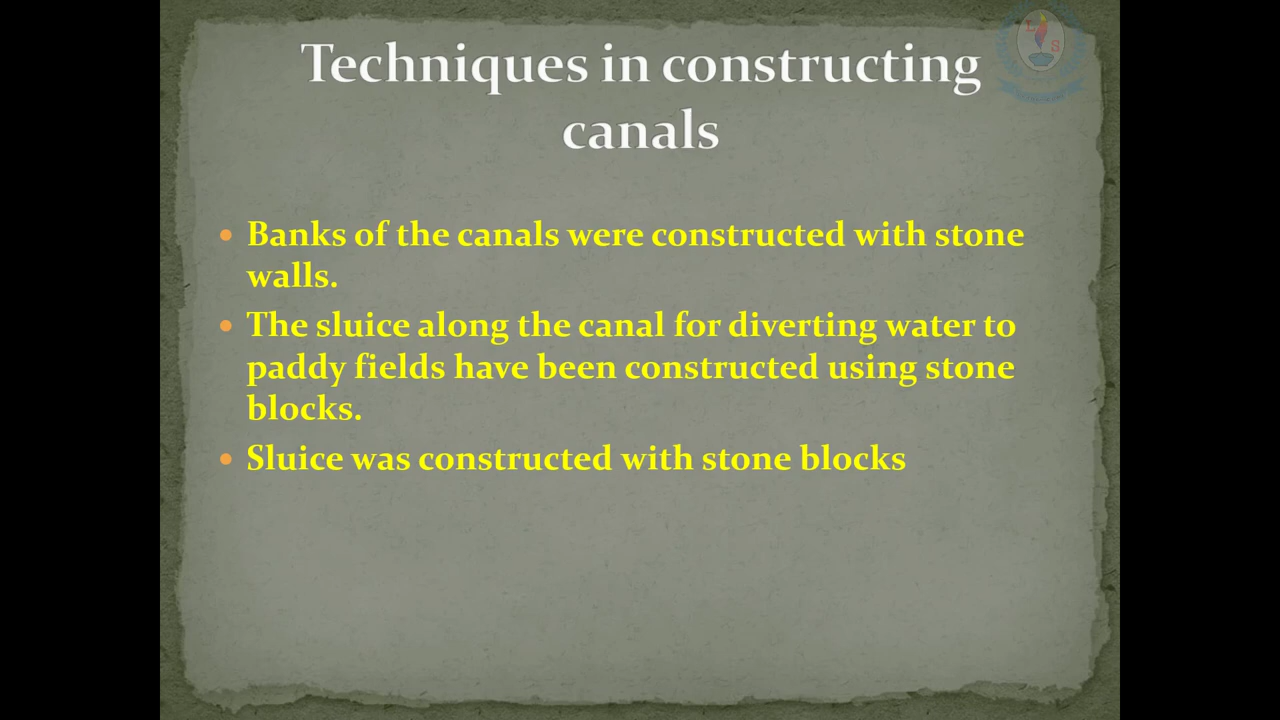 Techniques in constructing
canals
L
S
• Banks of the canals were constructed with stone
walls.
• The sluice along the canal for diverting water to
paddy fields have been constructed using stone
blocks.
• Sluice was constructed with stone blocks